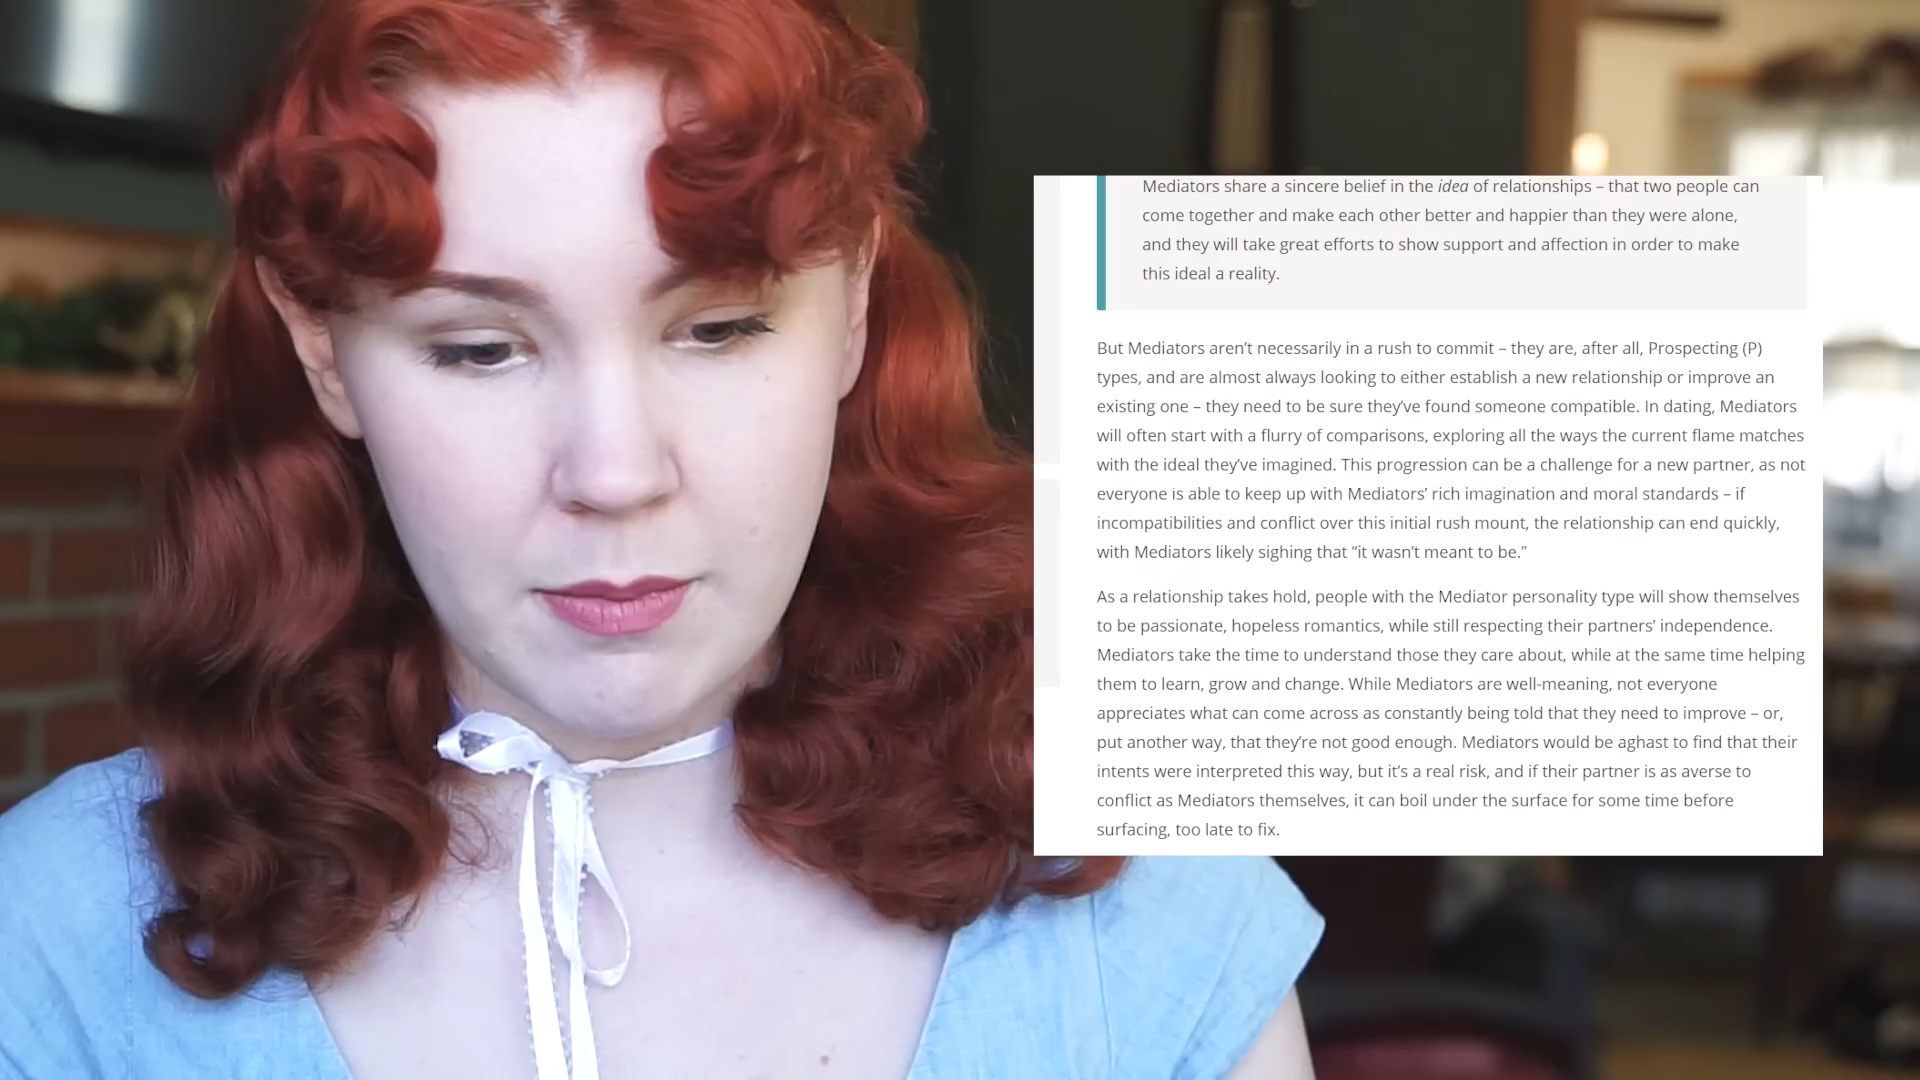 Mediators share a sincere belief in the idea of relationships – that two people can
come together and make each other better and happier than they were alone,
and they will take great efforts to show support and affection in order to make
this ideal a reality.
But Mediators aren’t necessarily in a rush to commit – they are, after all, Prospecting (P)
types, and are almost always looking to either establish a new relationship or improve an
existing one – they need to be sure they’ve found someone compatible. In dating, Mediators
will often start with a flurry of comparisons, exploring all the ways the current flame matches
with the ideal they’ve imagined. This progression can be a challenge for a new partner, as not
everyone is able to keep up with Mediators’ rich imagination and moral standards – if
incompatibilities and conflict over this initial rush mount, the relationship can end quickly,
with Mediators likely sighing that “it wasn’t meant to be.”
As a relationship takes hold, people with the Mediator personality type will show themselves
to be passionate, hopeless romantics, while still respecting their partners’ independence.
Mediators take the time to understand those they care about, while at the same time helping
them to learn, grow and change. While Mediators are well-meaning, not everyone
appreciates what can come across as constantly being told that they need to improve – or,
put another way, that they’re not good enough. Mediators would be aghast to find that their
intents were interpreted this way, but it’s a real risk, and if their partner is as averse to
conflict as Mediators themselves, it can boil under the surface for some time before
surfacing, too late to fix.